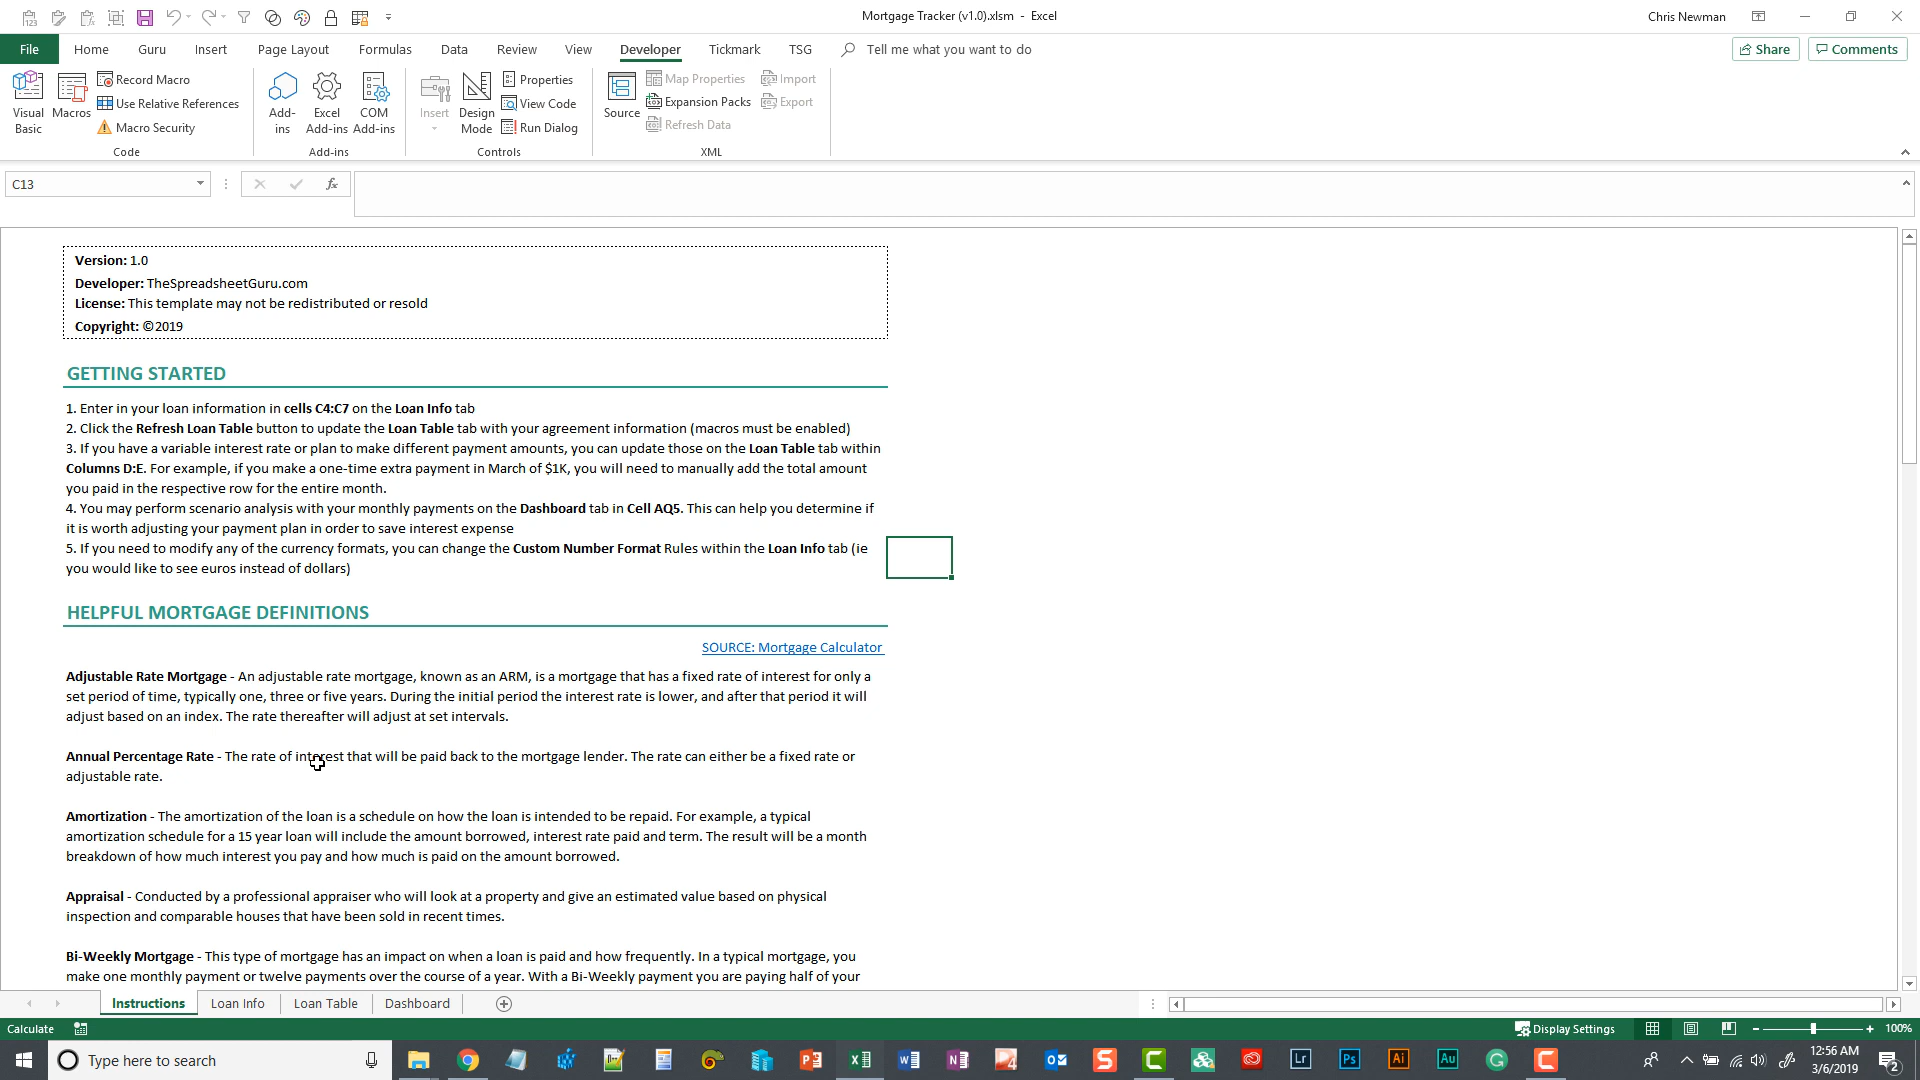 Mortgage Tracker (v1.0).xlsm - Excel
Chris Newman
File Home Guru Insert Page Layout Formulas Data Review View Developer Tickmark TSG Tell me what you want to do Share Comments
Visual Basic
Macros
Record Macro
Use Relative References
Macro Security
Code
Add-ins
Excel Add-ins
COM Add-ins
Add-ins
Insert
Design Mode
Properties
View Code
Run Dialog
Controls
Source
Map Properties
Expansion Packs
Refresh Data
Import
Export
XML
C13
fx
Version: 1.0
Developer: TheSpreadsheetGuru.com
License: This template may not be redistributed or resold
Copyright: ©2019
GETTING STARTED
1. Enter in your loan information in cells C4:C7 on the Loan Info tab
2. Click the Refresh Loan Table button to update the Loan Table tab with your agreement information (macros must be enabled)
3. If you have a variable interest rate or plan to make different payment amounts, you can update those on the Loan Table tab within
Columns D:E. For example, if you make a one-time extra payment in March of $1K, you will need to manually add the total amount
you paid in the respective row for the entire month.
4. You may perform scenario analysis with your monthly payments on the Dashboard tab in Cell AQ5. This can help you determine if
it is worth adjusting your payment plan in order to save interest expense
5. If you need to modify any of the currency formats, you can change the Custom Number Format Rules within the Loan Info tab (ie
you would like to see euros instead of dollars)
HELPFUL MORTGAGE DEFINITIONS
SOURCE: Mortgage Calculator
Adjustable Rate Mortgage - An adjustable rate mortgage, known as an ARM, is a mortgage that has a fixed rate of interest for only a
set period of time, typically one, three or five years. During the initial period the interest rate is lower, and after that period it will
adjust based on an index. The rate thereafter will adjust at set intervals.
Annual Percentage Rate - The rate of interest that will be paid back to the mortgage lender. The rate can either be a fixed rate or
adjustable rate.
Amortization - The amortization of the loan is a schedule on how the loan is intended to be repaid. For example, a typical
amortization schedule for a 15 year loan will include the amount borrowed, interest rate paid and term. The result will be a month
breakdown of how much interest you pay and how much is paid on the amount borrowed.
Appraisal - Conducted by a professional appraiser who will look at a property and give an estimated value based on physical
inspection and comparable houses that have been sold in recent times.
Bi-Weekly Mortgage - This type of mortgage has an impact on when a loan is paid and how frequently. In a typical mortgage, you
make one monthly payment or twelve payments over the course of a year. With a Bi-Weekly payment you are paying half of your
Instructions Loan Info Loan Table Dashboard
Calculate
Display Settings
100%
Type here to search
12:56 AM
3/6/2019
2